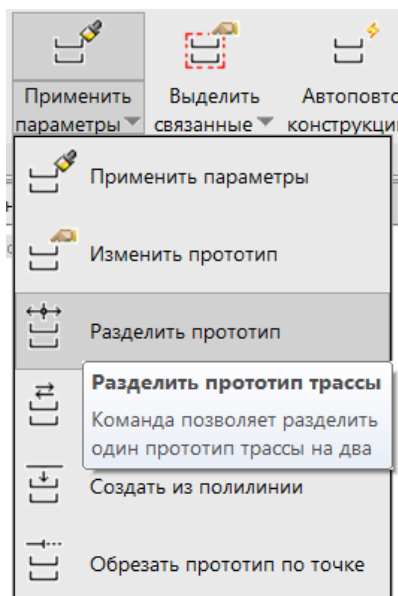 Применить Выделить Автоповто
параметры связанные конструкци
Применить параметры
Изменить прототип
Разделить прототип
Разделить прототип трассы
Команда позволяет разделить
один прототип трассы на два
Создать из полилинии
Обрезать прототип по точке